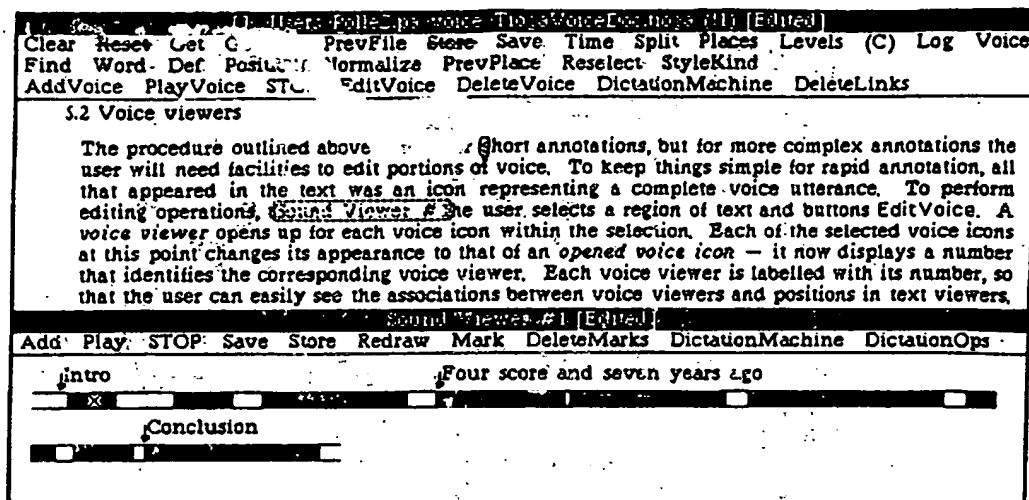 [Edited]
Clear Reset Get PrevFile Store Save Time Split Places Levels (C) Log Voice
Find Word Def Position Normalize PrevPlace Reselect StyleKind
AddVoice PlayVoice STOP EditVoice DeleteVoice DictationMachine DeleteLinks
5.2 Voice viewers
The procedure outlined above short annotations, but for more complex annotations the
user will need facilities to edit portions of voice. To keep things simple for rapid annotation, all
that appeared in the text was an icon representing a complete voice utterance. To perform
editing operations, Sound Viewer # the user selects a region of text and buttons EditVoice. A
voice viewer opens up for each voice icon within the selection. Each of the selected voice icons
at this point changes its appearance to that of an opened voice icon — it now displays a number
that identifies the corresponding voice viewer. Each voice viewer is labelled with its number, so
that the user can easily see the associations between voice viewers and positions in text viewers.
Sound Viewer #1 [Edited]
Add Play STOP Save Store Redraw Mark DeleteMarks DictationMachine DictationOps
Intro Four score and seven years ago
Conclusion